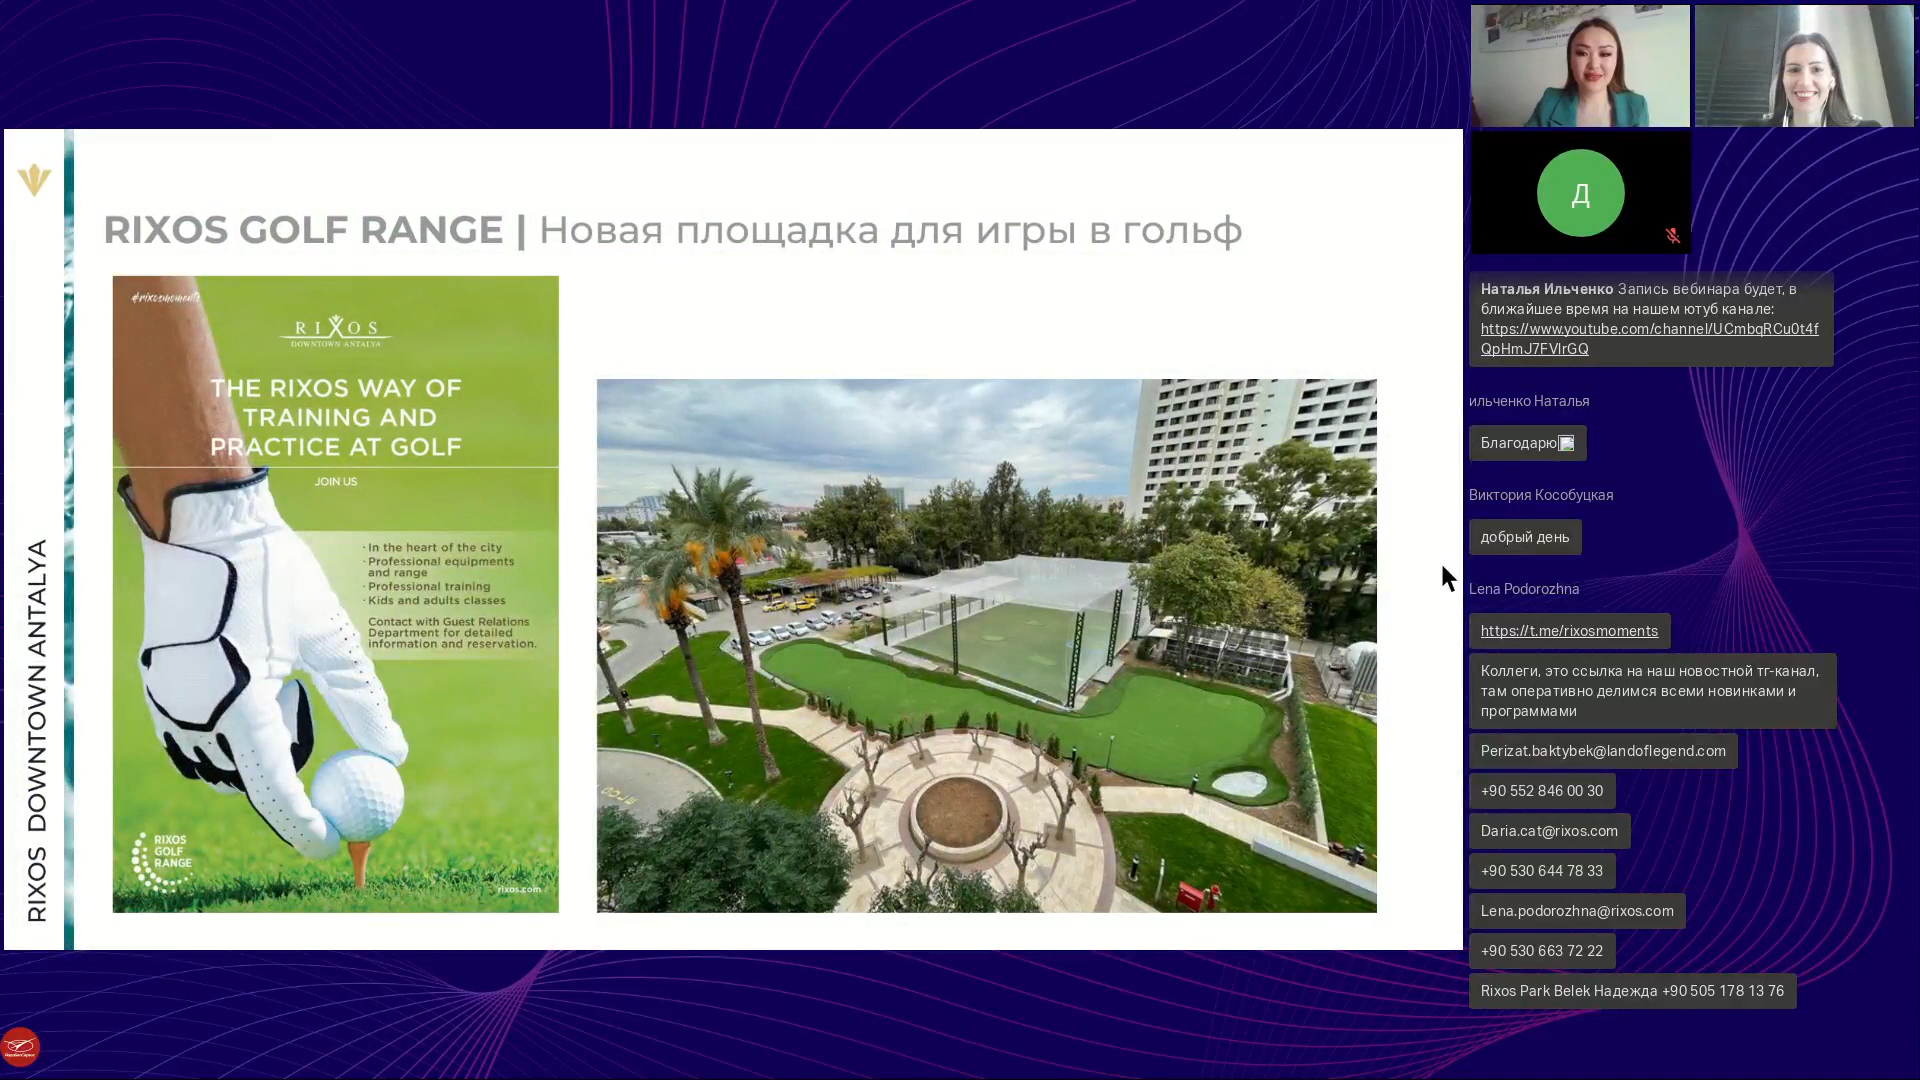 RIXOS DOWNTOWN ANTALYA
RIXOS GOLF RANGE | Новая площадка для игры в гольф
#rixosmoments
RIXOS
DOWNTOWN ANTALYA
THE RIXOS WAY OF
TRAINING AND
PRACTICE AT GOLF
JOIN US
· In the heart of the city
· Professional equipments
and range
· Professional training
· Kids and adults classes
Contact with Guest Relations
Department for detailed
information and reservation.
RIXOS
GOLF
RANGE
rixos.com
Д
Наталья Ильченко Запись вебинара будет, в
ближайшее время на нашем ютуб канале:
https://www.youtube.com/channel/UCmbqRCu0t4f
QpHmJ7FVlrGQ
ильченко Наталья
Благодарю
Виктория Кособуцкая
добрый день
Lena Podorozhna
https://t.me/rixosmoments
Коллеги, это ссылка на наш новостной тг-канал,
там оперативно делимся всеми новинками и
программами
Perizat.baktybek@landoflegend.com
+90 552 846 00 30
Daria.cat@rixos.com
+90 530 644 78 33
Lena.podorozhna@rixos.com
+90 530 663 72 22
Rixos Park Belek Надежда +90 505 178 13 76